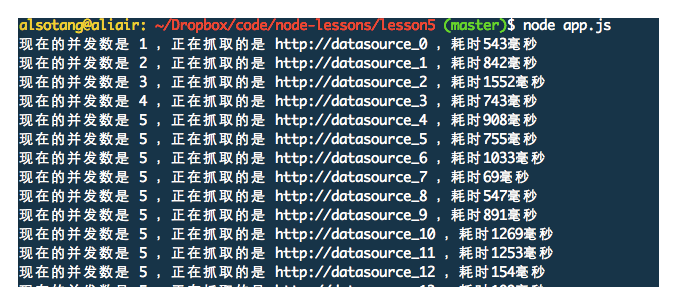 alsotang@aliair: ~/Dropbox/code/node-lessons/lesson5 (master)$ node app.js
现在的并发数是 1 ，正在抓取的是 http://datasource_0 ，耗时543毫秒
现在的并发数是 2 ，正在抓取的是 http://datasource_1 ，耗时842毫秒
现在的并发数是 3 ，正在抓取的是 http://datasource_2 ，耗时1552毫秒
现在的并发数是 4 ，正在抓取的是 http://datasource_3 ，耗时743毫秒
现在的并发数是 5 ，正在抓取的是 http://datasource_4 ，耗时908毫秒
现在的并发数是 5 ，正在抓取的是 http://datasource_5 ，耗时755毫秒
现在的并发数是 5 ，正在抓取的是 http://datasource_6 ，耗时1033毫秒
现在的并发数是 5 ，正在抓取的是 http://datasource_7 ，耗时69毫秒
现在的并发数是 5 ，正在抓取的是 http://datasource_8 ，耗时547毫秒
现在的并发数是 5 ，正在抓取的是 http://datasource_9 ，耗时891毫秒
现在的并发数是 5 ，正在抓取的是 http://datasource_10 ，耗时1269毫秒
现在的并发数是 5 ，正在抓取的是 http://datasource_11 ，耗时1253毫秒
现在的并发数是 5 ，正在抓取的是 http://datasource_12 ，耗时154毫秒